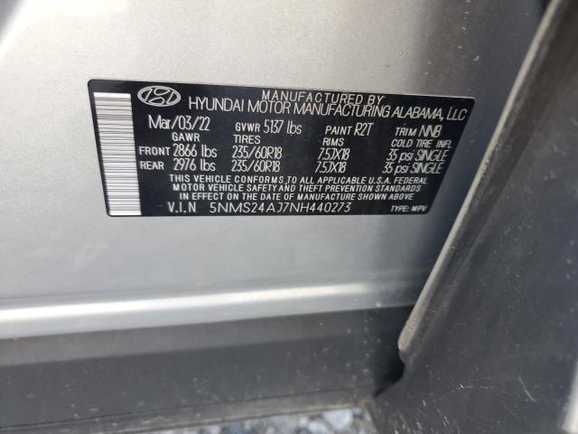 MANUFACTURED BY
HYUNDAI MOTOR MANUFACTURING ALABAMA, LLC
Mar/03/22 GVWR 5137 lbs PAINT R2T TRIM NNB
GAWR TIRES RIMS COLD TIRE INFL.
FRONT 2866 lbs 235/60R18 7.5JX18 35 psi SINGLE
REAR 2976 lbs 235/60R18 7.5JX18 35 psi SINGLE
THIS VEHICLE CONFORMS TO ALL APPLICABLE U.S.A. FEDERAL
MOTOR VEHICLE SAFETY AND THEFT PREVENTION STANDARDS
IN EFFECT ON THE DATE OF MANUFACTURE SHOWN ABOVE.
V.I.N 5NMS24AJ7NH440273 TYPE: MPV